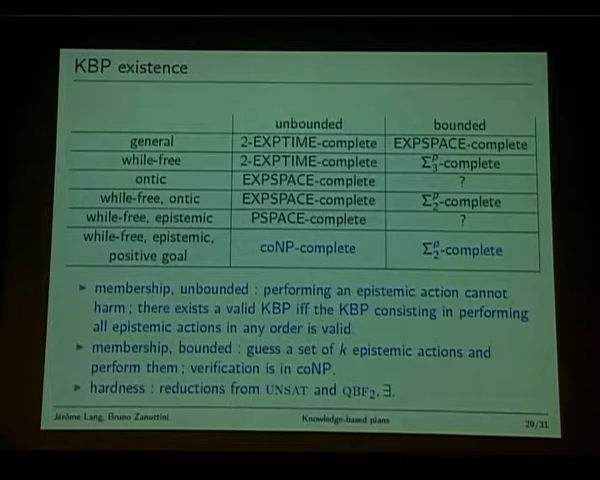 KBP existence
unbounded bounded
general 2-EXPTIME-complete EXPSPACE-complete
while-free 2-EXPTIME-complete Σ₃ᵖ-complete
ontic EXPSPACE-complete ?
while-free, ontic EXPSPACE-complete Σ₂ᵖ-complete
while-free, epistemic PSPACE-complete ?
while-free, epistemic,
positive goal coNP-complete Σ₂ᵖ-complete
▶ membership, unbounded : performing an epistemic action cannot
harm ; there exists a valid KBP iff the KBP consisting in performing
all epistemic actions in any order is valid.
▶ membership, bounded : guess a set of k epistemic actions and
perform them ; verification is in coNP.
▶ hardness : reductions from UNSAT and QBF₂,∃.
Jérôme Lang, Bruno Zanuttini Knowledge-based plans 29/31